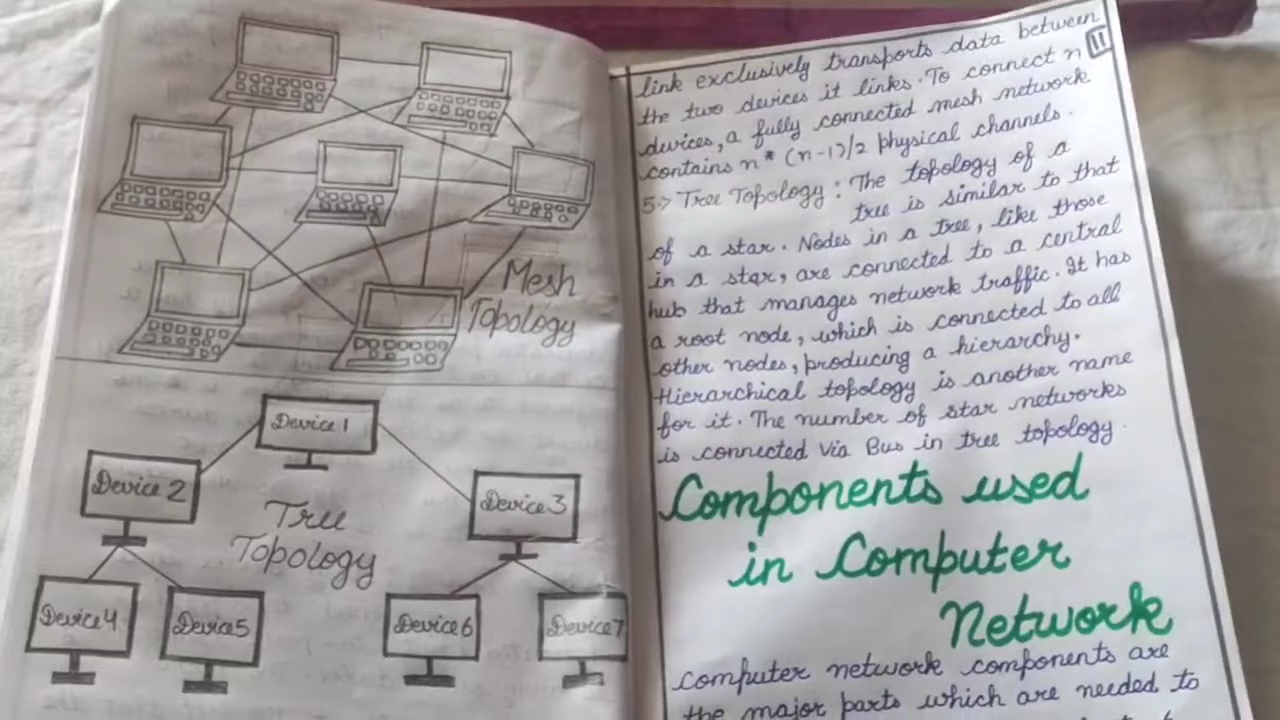 Mesh
Topology
Device 1
Device 2
Device 3
Tree
Topology
Device 4
Device 5
Device 6
Device 7
11
link exclusively transports data between
the two devices it links. To connect n
devices, a fully connected mesh network
contains n* (n-1)/2 physical channels.
5-> Tree Topology : The topology of a
tree is similar to that
of a star. Nodes in a tree, like those
in a star, are connected to a central
hub that manages network traffic. It has
a root node, which is connected to all
other nodes, producing a hierarchy.
Hierarchical topology is another name
for it. The number of star networks
is connected via Bus in tree topology.
Components used
in Computer
Network
Computer network components are
the major parts which are needed to